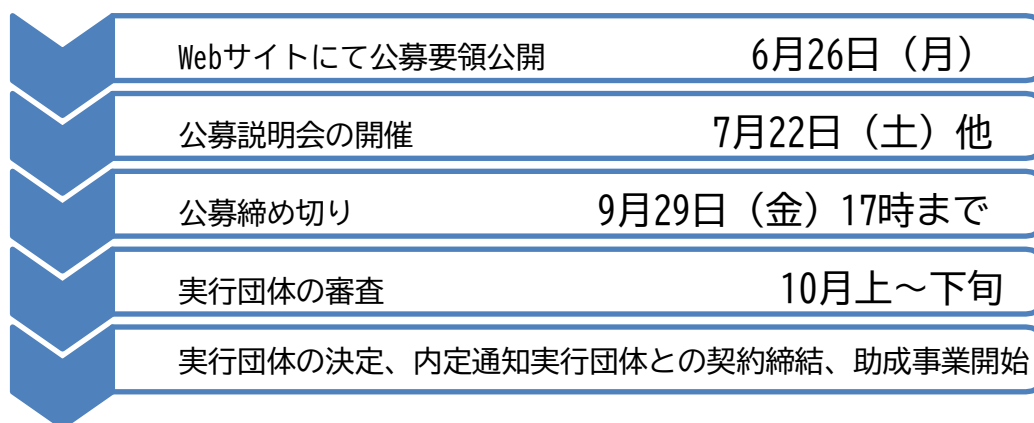 Webサイトにて公募要領公開 6月26日（月）
公募説明会の開催 7月22日（土）他
公募締め切り 9月29日（金）17時まで
実行団体の審査 10月上～下旬
実行団体の決定、内定通知実行団体との契約締結、助成事業開始